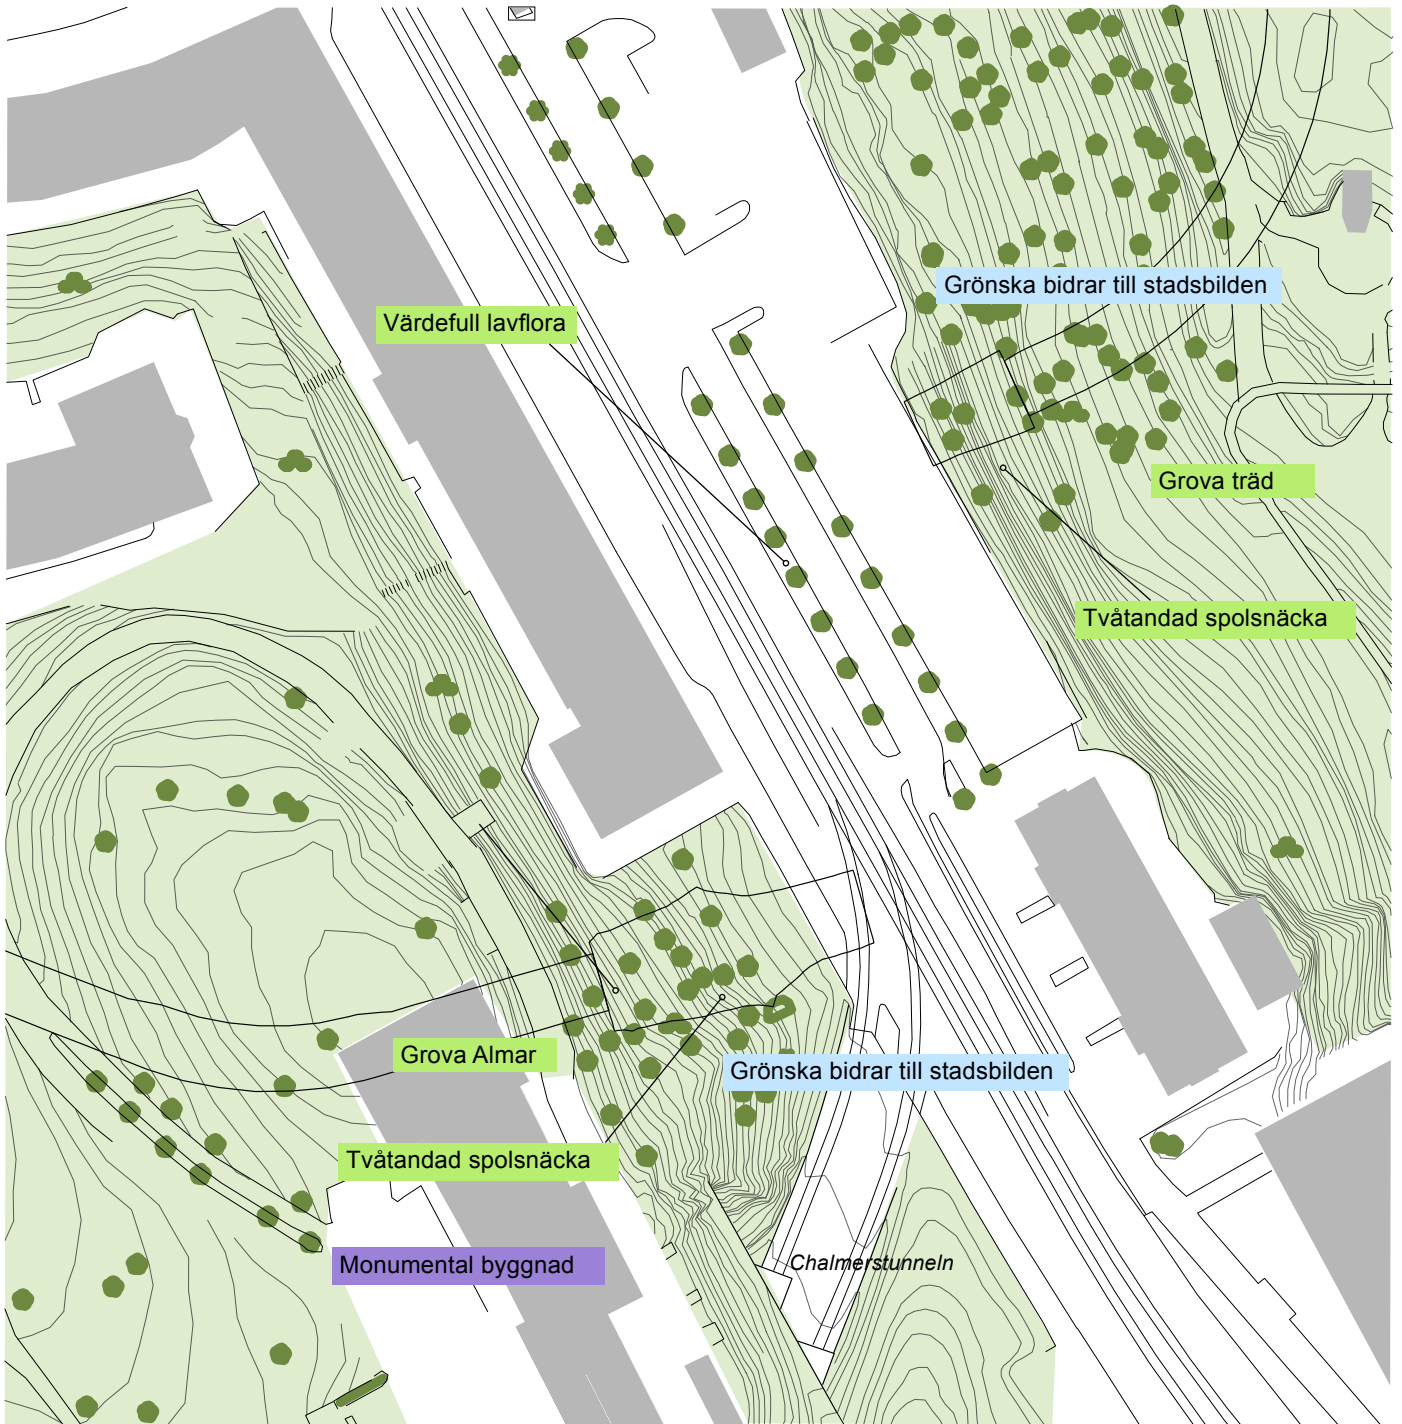 Grönska bidrar till stadsbilden
Värdefull lavflora
Grova träd
Tvåtandad spolsnäcka
Grova Almar
Grönska bidrar till stadsbilden
Tvåtandad spolsnäcka
Monumental byggnad
Chalmerstunneln